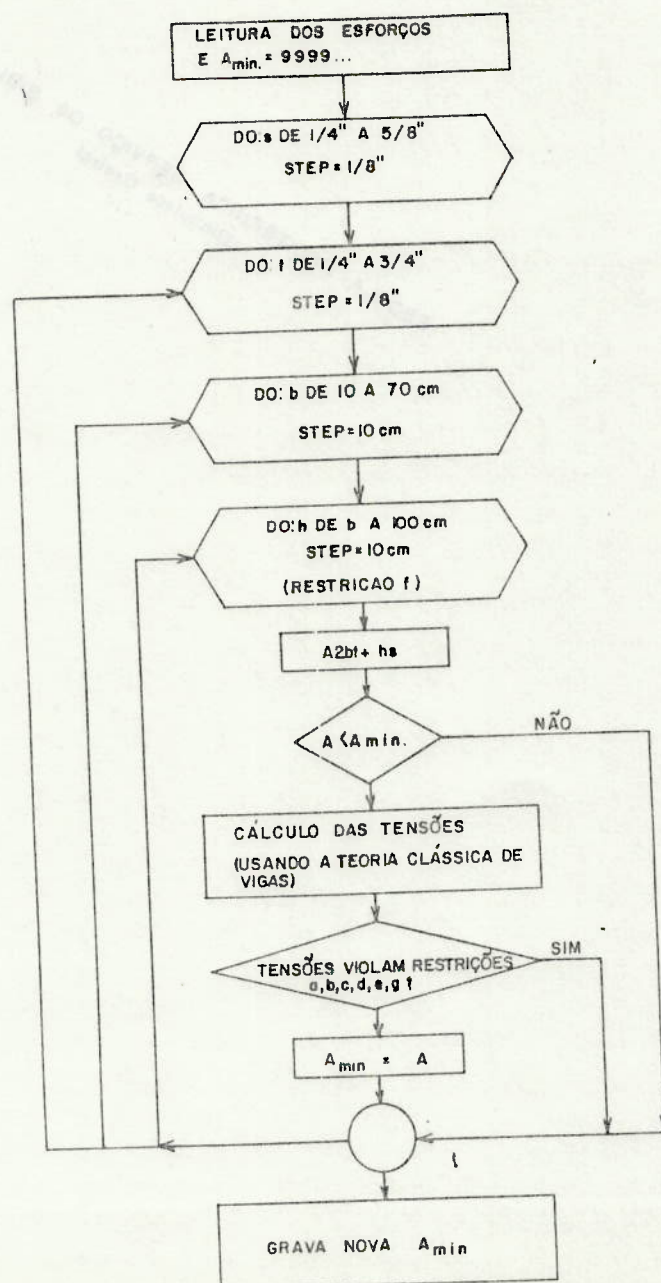 LEITURA DOS ESFORÇOS
E Amin. = 9999...
DO: s DE 1/4" A 5/8"
STEP = 1/8"
DO: t DE 1/4" A 3/4"
STEP = 1/8"
DO: b DE 10 A 70 cm
STEP = 10 cm
DO: h DE b A 100 cm
STEP = 10 cm
(RESTRICAO f)
A2bt + hs
A < A min.
NÃO
CÁLCULO DAS TENSÕES
(USANDO A TEORIA CLÁSSICA DE
VIGAS)
TENSÕES VIOLAM RESTRIÇÕES
a,b,c,d,e,g f
SIM
Amin = A
GRAVA NOVA Amin